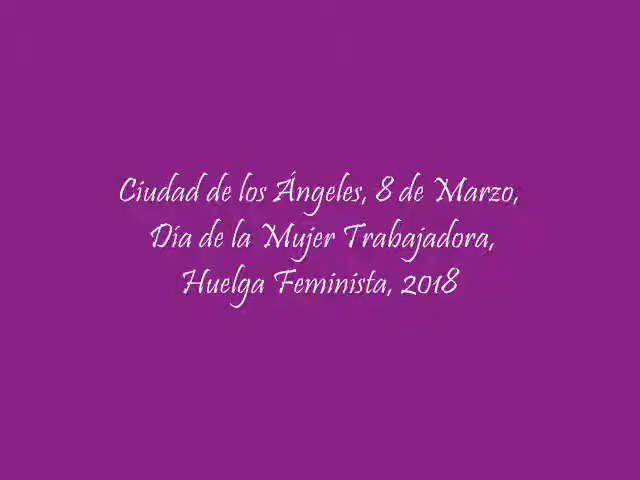 Ciudad de los Ángeles, 8 de Marzo,
Día de la Mujer Trabajadora,
Huelga Feminista, 2018